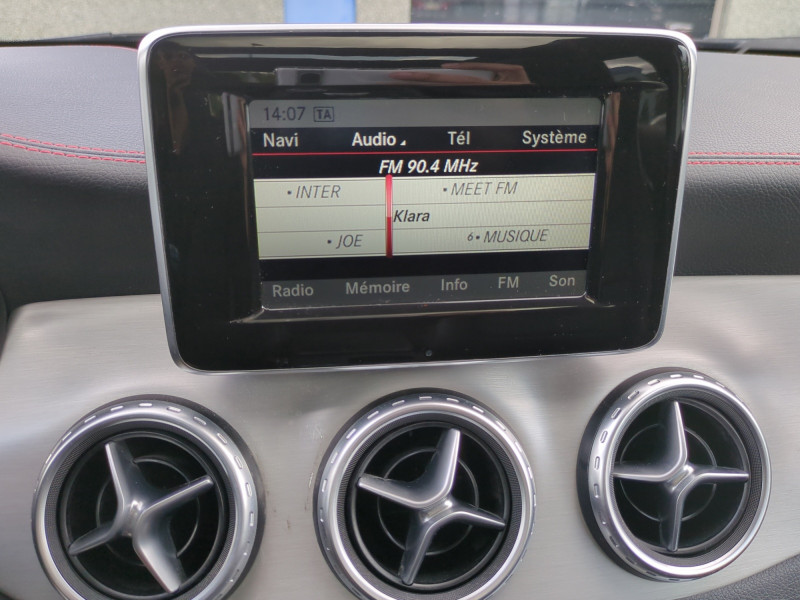 14:07 TA
Navi Audio Tél Système
FM 90.4 MHz
• INTER • MEET FM
Klara
• JOE 6• MUSIQUE
Radio Mémoire Info FM Son